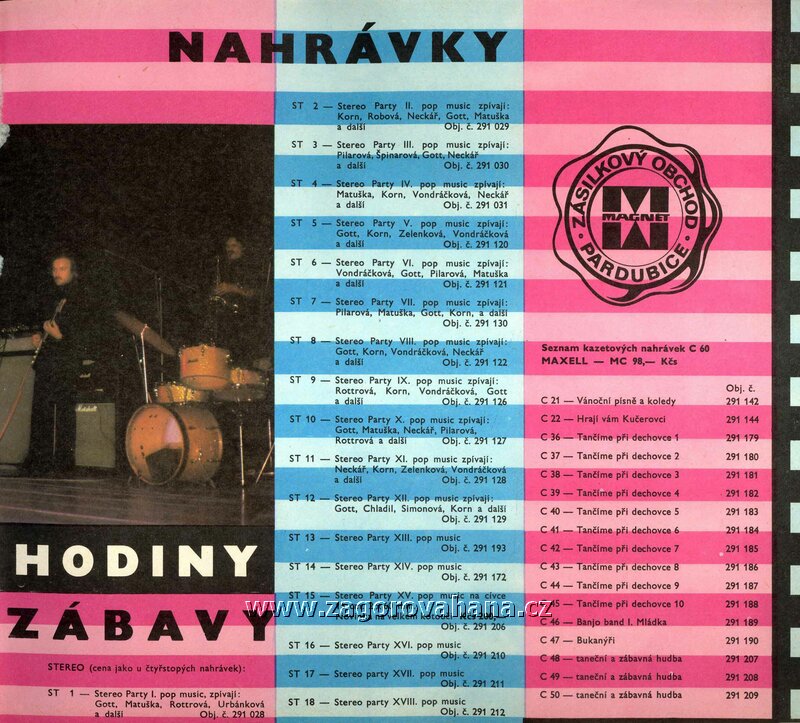 NAHRÁVKY
HODINY
ZÁBAVY
STEREO (cena jako u čtyřstopých nahrávek):
ST 1 — Stereo Party I. pop music, zpívají:
Gott, Matuška, Rottrová, Urbánková
a další Obj. č. 291 028
ST 2 — Stereo Party II. pop music zpívají:
Korn, Robová, Neckář, Gott, Matuška
a další Obj. č. 291 029
ST 3 — Stereo Party III. pop music zpívají:
Pilarová, Špinarová, Gott, Neckář
a další Obj. č. 291 030
ST 4 — Stereo Party IV. pop music zpívají:
Matuška, Korn, Vondráčková, Neckář
a další Obj. č. 291 031
ST 5 — Stereo Party V. pop music zpívají:
Gott, Korn, Zelenková, Vondráčková
a další Obj. č. 291 120
ST 6 — Stereo Party VI. pop music zpívají:
Vondráčková, Gott, Pilarová, Matuška
a další Obj. č. 291 121
ST 7 — Stereo Party VII. pop music zpívají:
Pilarová, Matuška, Gott, Korn, a další
Obj. č. 291 130
ST 8 — Stereo Party VIII. pop music zpívají:
Gott, Korn, Vondráčková, Neckář
a další Obj. č. 291 122
ST 9 — Stereo Party IX. pop music zpívají:
Rottrová, Korn, Vondráčková, Gott
a další Obj. č. 291 126
ST 10 — Stereo Party X. pop music zpívají:
Gott, Matuška, Neckář, Pilarová,
Rottrová a další Obj. č. 291 127
ST 11 — Stereo Party XI. pop music zpívají:
Neckář, Korn, Zelenková, Vondráčková
a další Obj. č. 291 128
ST 12 — Stereo Party XII. pop music zpívají:
Gott, Chladil, Simonová, Korn a další
Obj. č. 291 129
ST 13 — Stereo Party XIII. pop music
Obj. č. 291 193
ST 14 — Stereo Party XIV. pop music
Obj. č. 291 172
ST 15 — Stereo Party XV. pop music na cívce
na velkém kotouči Kčs
Obj. č. 291 206
ST 16 — Stereo Party XVI. pop music
Obj. č. 291 210
ST 17 — Stereo party XVII. pop music
Obj. č. 291 211
ST 18 — Stereo party XVIII. pop music
Obj. č. 291 212
ZÁSILKOVÝ OBCHOD
MAGNET
PARDUBICE
Seznam kazetových nahrávek C 60
MAXELL — MC 98,— Kčs
Obj. č.
C 21 — Vánoční písně a koledy 291 142
C 22 — Hrají vám Kučerovci 291 144
C 36 — Tančíme při dechovce 1 291 179
C 37 — Tančíme při dechovce 2 291 180
C 38 — Tančíme při dechovce 3 291 181
C 39 — Tančíme při dechovce 4 291 182
C 40 — Tančíme při dechovce 5 291 183
C 41 — Tančíme při dechovce 6 291 184
C 42 — Tančíme při dechovce 7 291 185
C 43 — Tančíme při dechovce 8 291 186
C 44 — Tančíme při dechovce 9 291 187
C 45 — Tančíme při dechovce 10 291 188
C 46 — Banjo band I. Mládka 291 189
C 47 — Bukanýři 291 190
C 48 — taneční a zábavná hudba 291 207
C 49 — taneční a zábavná hudba 291 208
C 50 — taneční a zábavná hudba 291 209
www.zagorovahana.cz